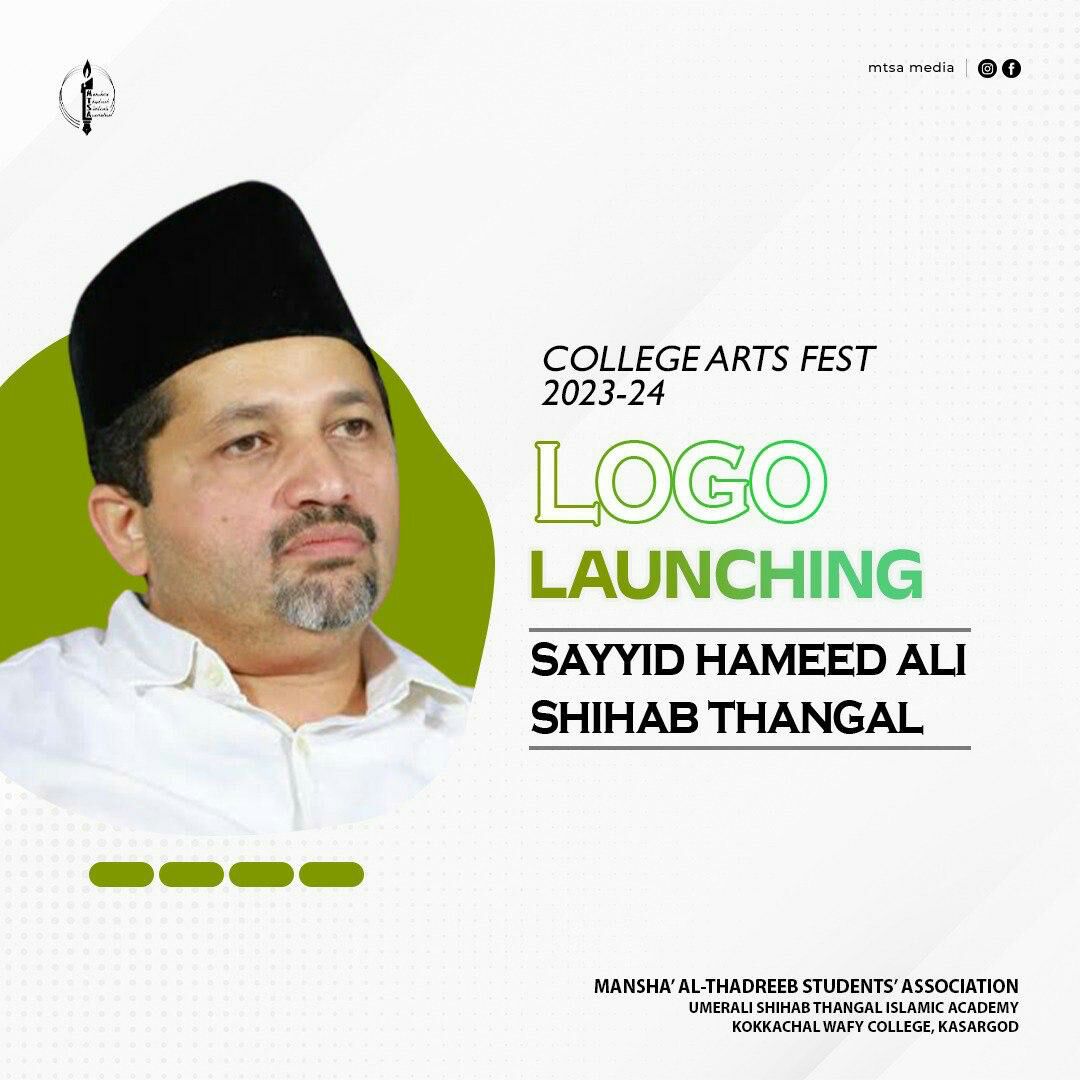 mtsa media
COLLEGE ARTS FEST
2023-24
LOGO
LAUNCHING
SAYYID HAMEED ALI
SHIHAB THANGAL
MANSHA' AL-THADREEB STUDENTS' ASSOCIATION
UMERALI SHIHAB THANGAL ISLAMIC ACADEMY
KOKKACHAL WAFY COLLEGE, KASARGOD